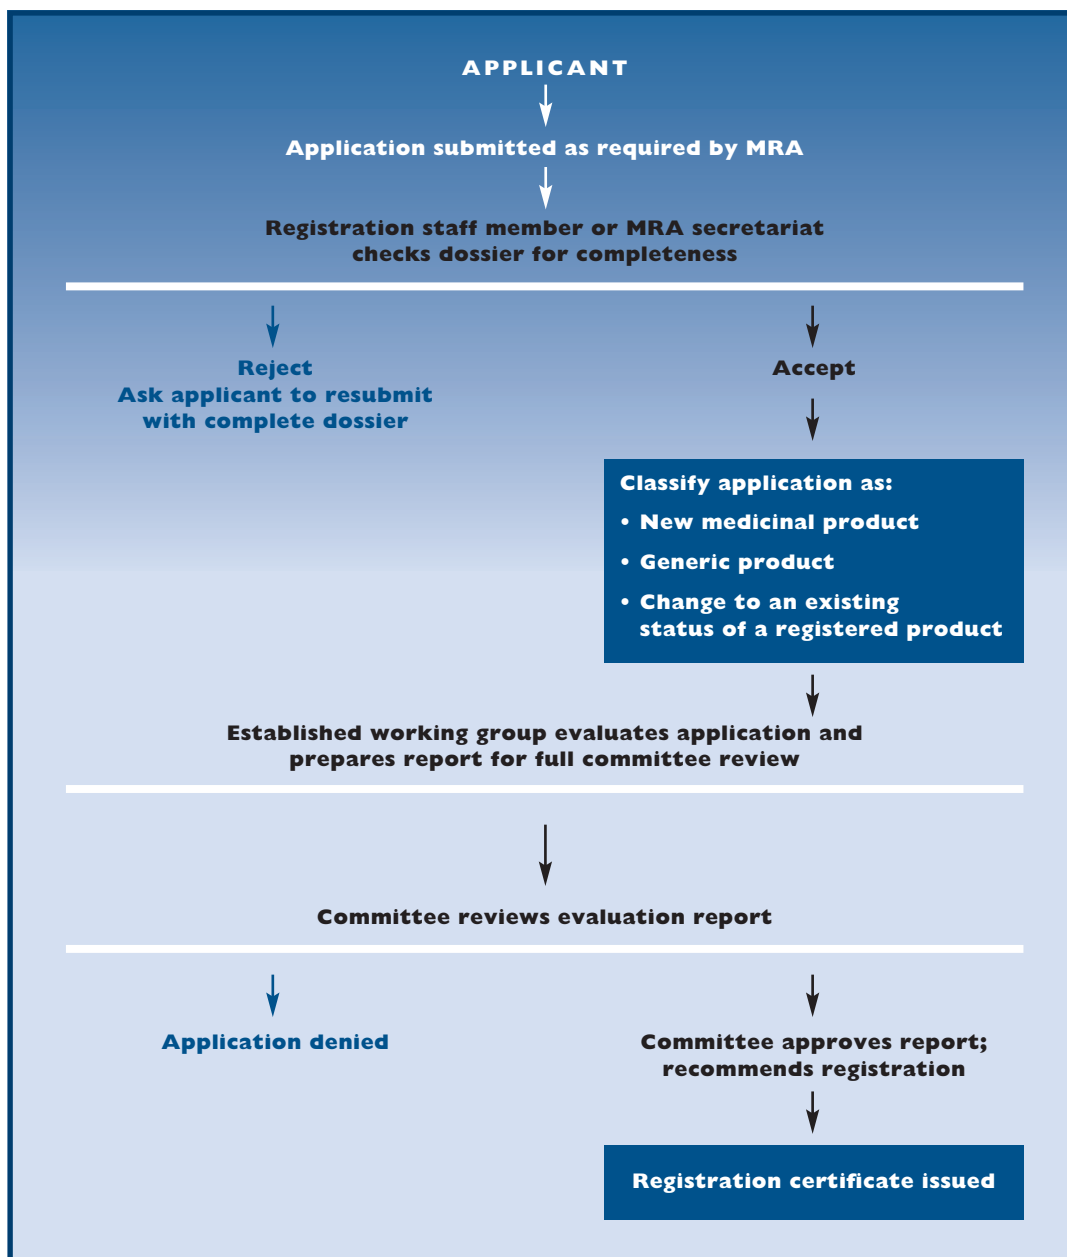 APPLICANT
Application submitted as required by MRA
Registration staff member or MRA secretariat
checks dossier for completeness
Reject
Ask applicant to resubmit
with complete dossier
Accept
Classify application as:
• New medicinal product
• Generic product
• Change to an existing
status of a registered product
Established working group evaluates application and
prepares report for full committee review
Committee reviews evaluation report
Application denied
Committee approves report;
recommends registration
Registration certificate issued